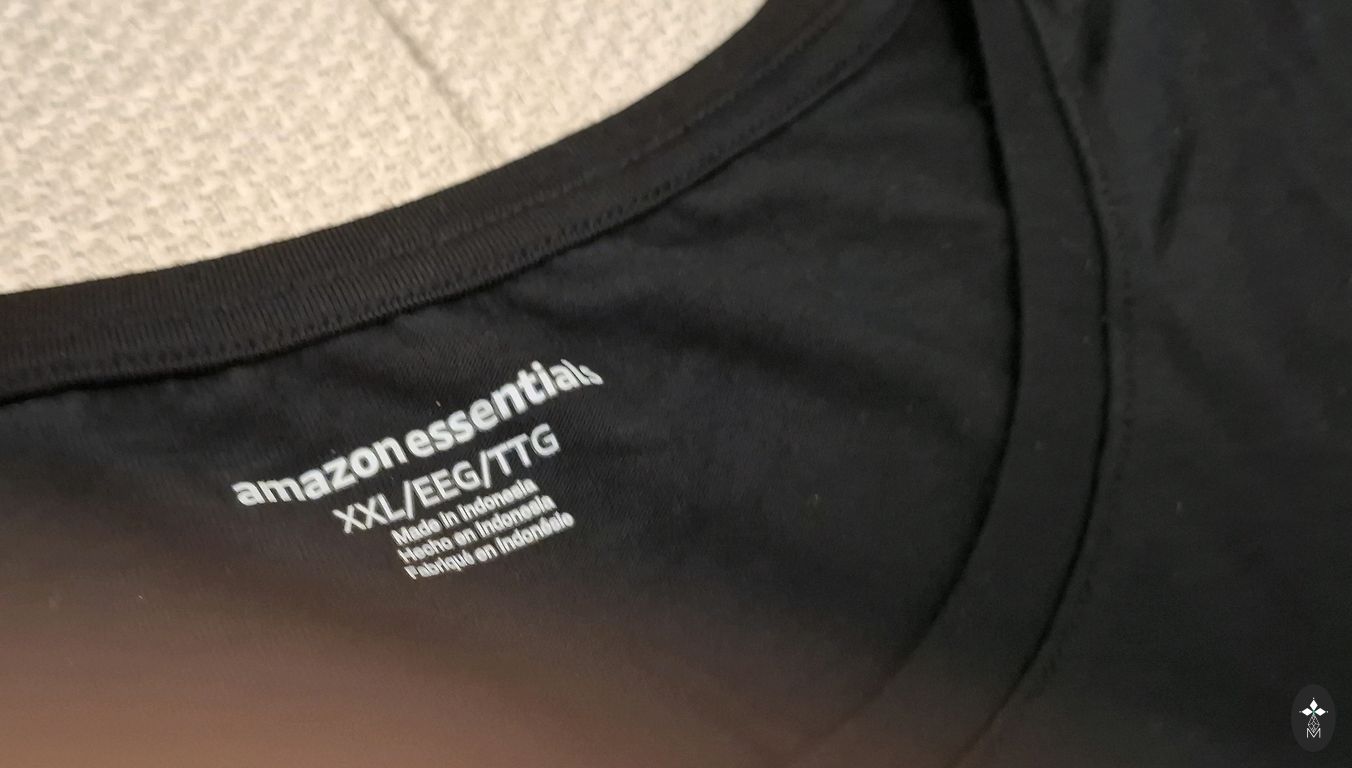 amazon essentials
XXL/EEG/TTG
Made in Indonesia
Hecho en Indonesia
Fabriqué en Indonésie
M